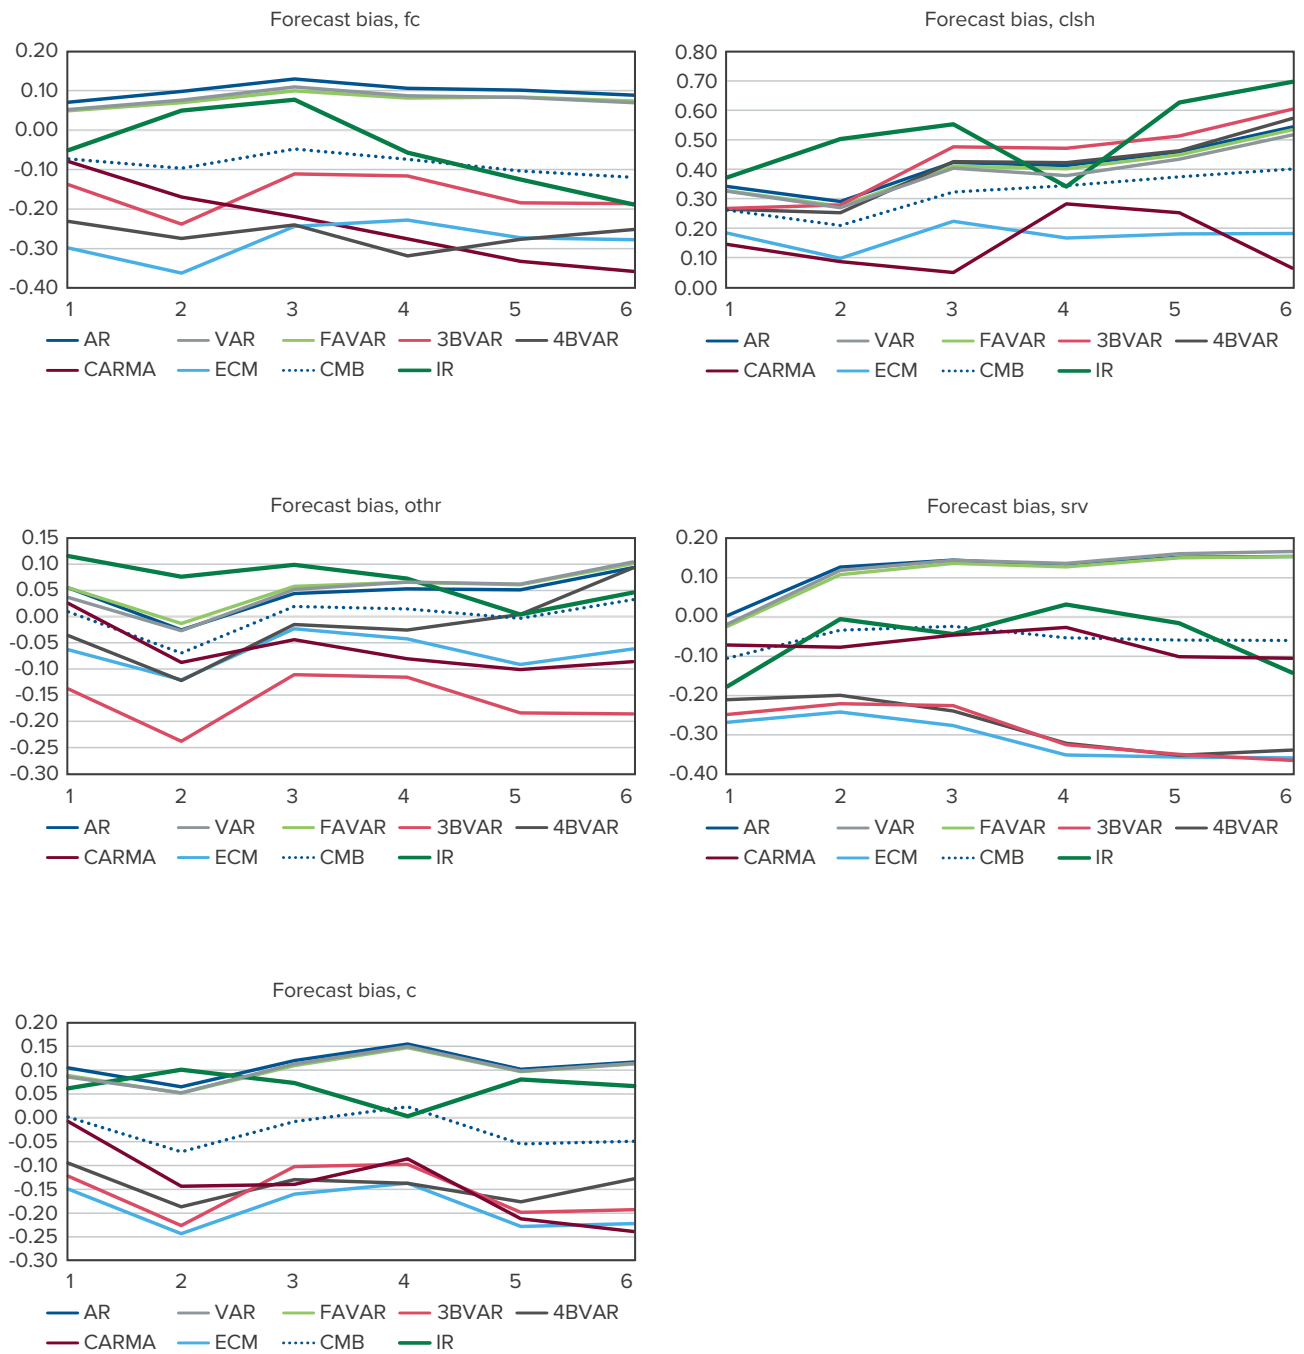 Forecast bias, fc
0.20
0.10
0.00
-0.10
-0.20
-0.30
-0.40
1 2 3 4 5 6
AR VAR FAVAR 3BVAR 4BVAR
CARMA ECM CMB IR
Forecast bias, clsh
0.80
0.70
0.60
0.50
0.40
0.30
0.20
0.10
0.00
1 2 3 4 5 6
AR VAR FAVAR 3BVAR 4BVAR
CARMA ECM CMB IR
Forecast bias, othr
0.15
0.10
0.05
0.00
-0.05
-0.10
-0.15
-0.20
-0.25
-0.30
1 2 3 4 5 6
AR VAR FAVAR 3BVAR 4BVAR
CARMA ECM CMB IR
Forecast bias, srv
0.20
0.10
0.00
-0.10
-0.20
-0.30
-0.40
1 2 3 4 5 6
AR VAR FAVAR 3BVAR 4BVAR
CARMA ECM CMB IR
Forecast bias, c
0.20
0.15
0.10
0.05
0.00
-0.05
-0.10
-0.15
-0.20
-0.25
-0.30
1 2 3 4 5 6
AR VAR FAVAR 3BVAR 4BVAR
CARMA ECM CMB IR